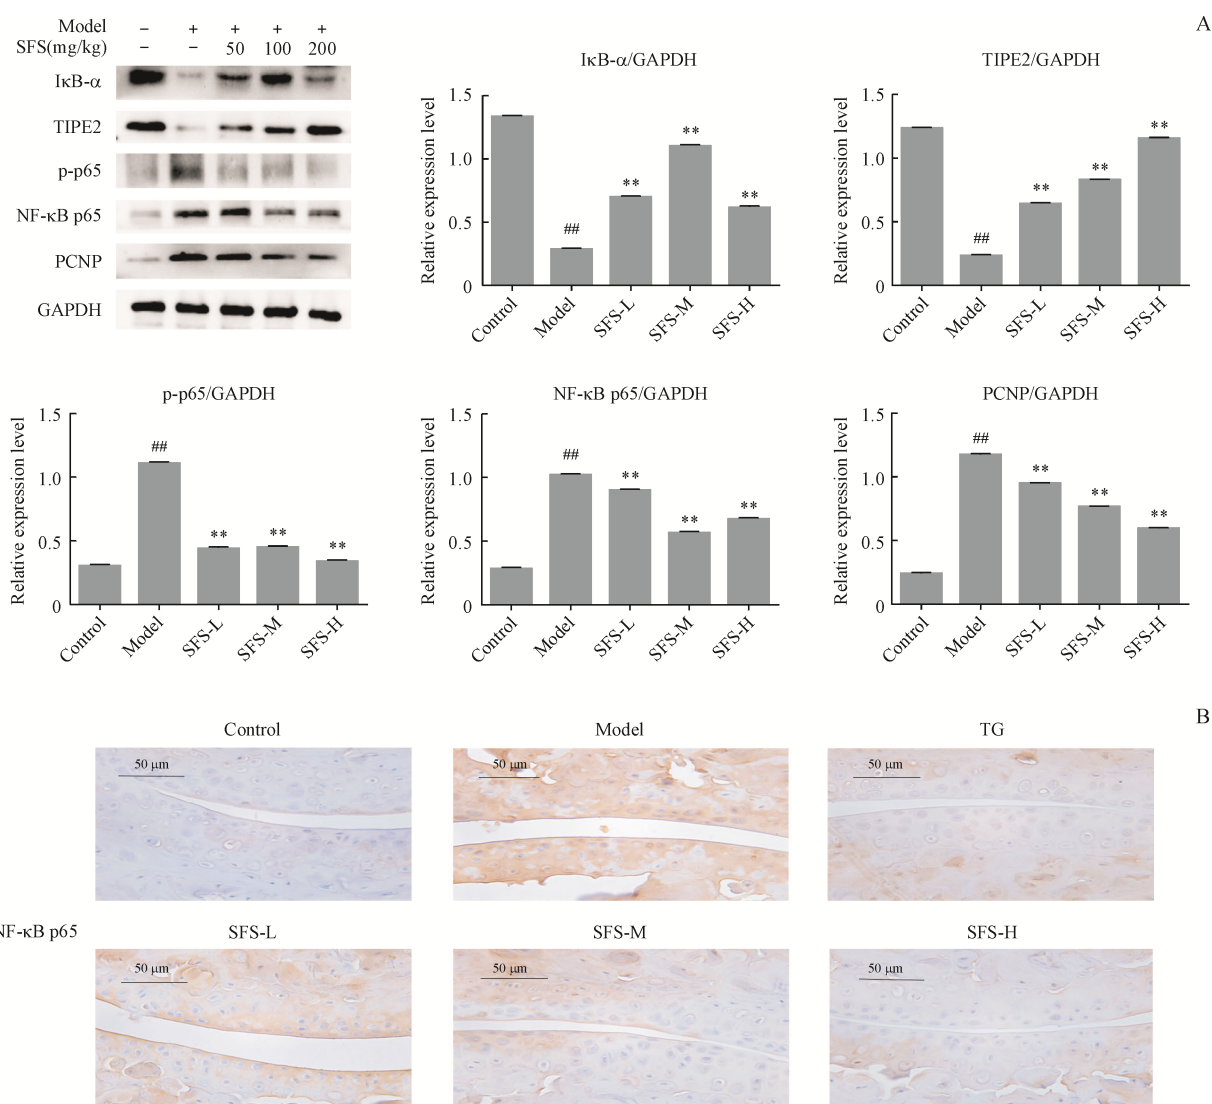 A
Model − + + + +
SFS(mg/kg) − − 50 100 200
IκB-α
TIPE2
p-p65
NF-κB p65
PCNP
GAPDH
IκB-α/GAPDH
Relative expression level
1.5
1.0
0.5
0
##
**
**
**
Control
Model
SFS-L
SFS-M
SFS-H
TIPE2/GAPDH
Relative expression level
1.5
1.0
0.5
0
##
**
**
**
Control
Model
SFS-L
SFS-M
SFS-H
p-p65/GAPDH
Relative expression level
1.5
1.0
0.5
0
##
**
**
**
Control
Model
SFS-L
SFS-M
SFS-H
NF-κB p65/GAPDH
Relative expression level
1.5
1.0
0.5
0
##
**
**
**
Control
Model
SFS-L
SFS-M
SFS-H
PCNP/GAPDH
Relative expression level
1.5
1.0
0.5
0
##
**
**
**
Control
Model
SFS-L
SFS-M
SFS-H
B
Control
Model
TG
50 μm
50 μm
50 μm
NF-κB p65
SFS-L
SFS-M
SFS-H
50 μm
50 μm
50 μm